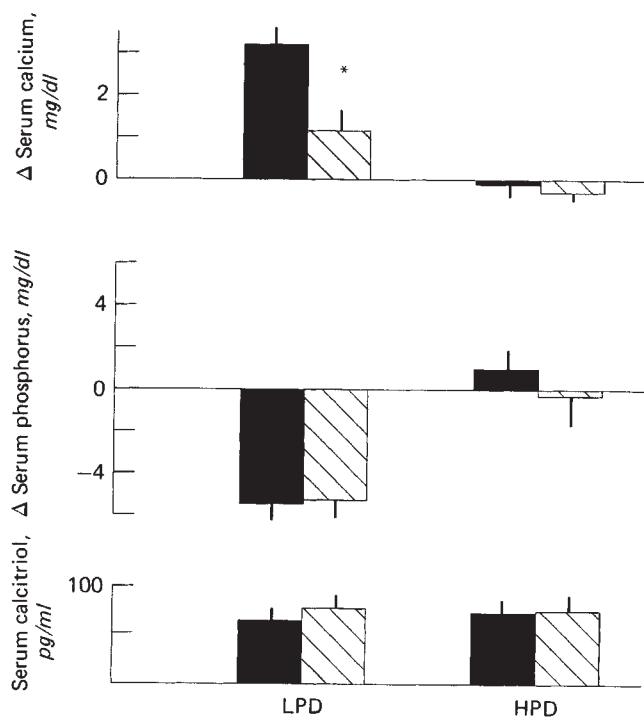 Δ Serum calcium,
mg/dl
2
0
*
Δ Serum phosphorus, mg/dl
4
0
−4
Serum calcitriol,
pg/ml
100
LPD HPD